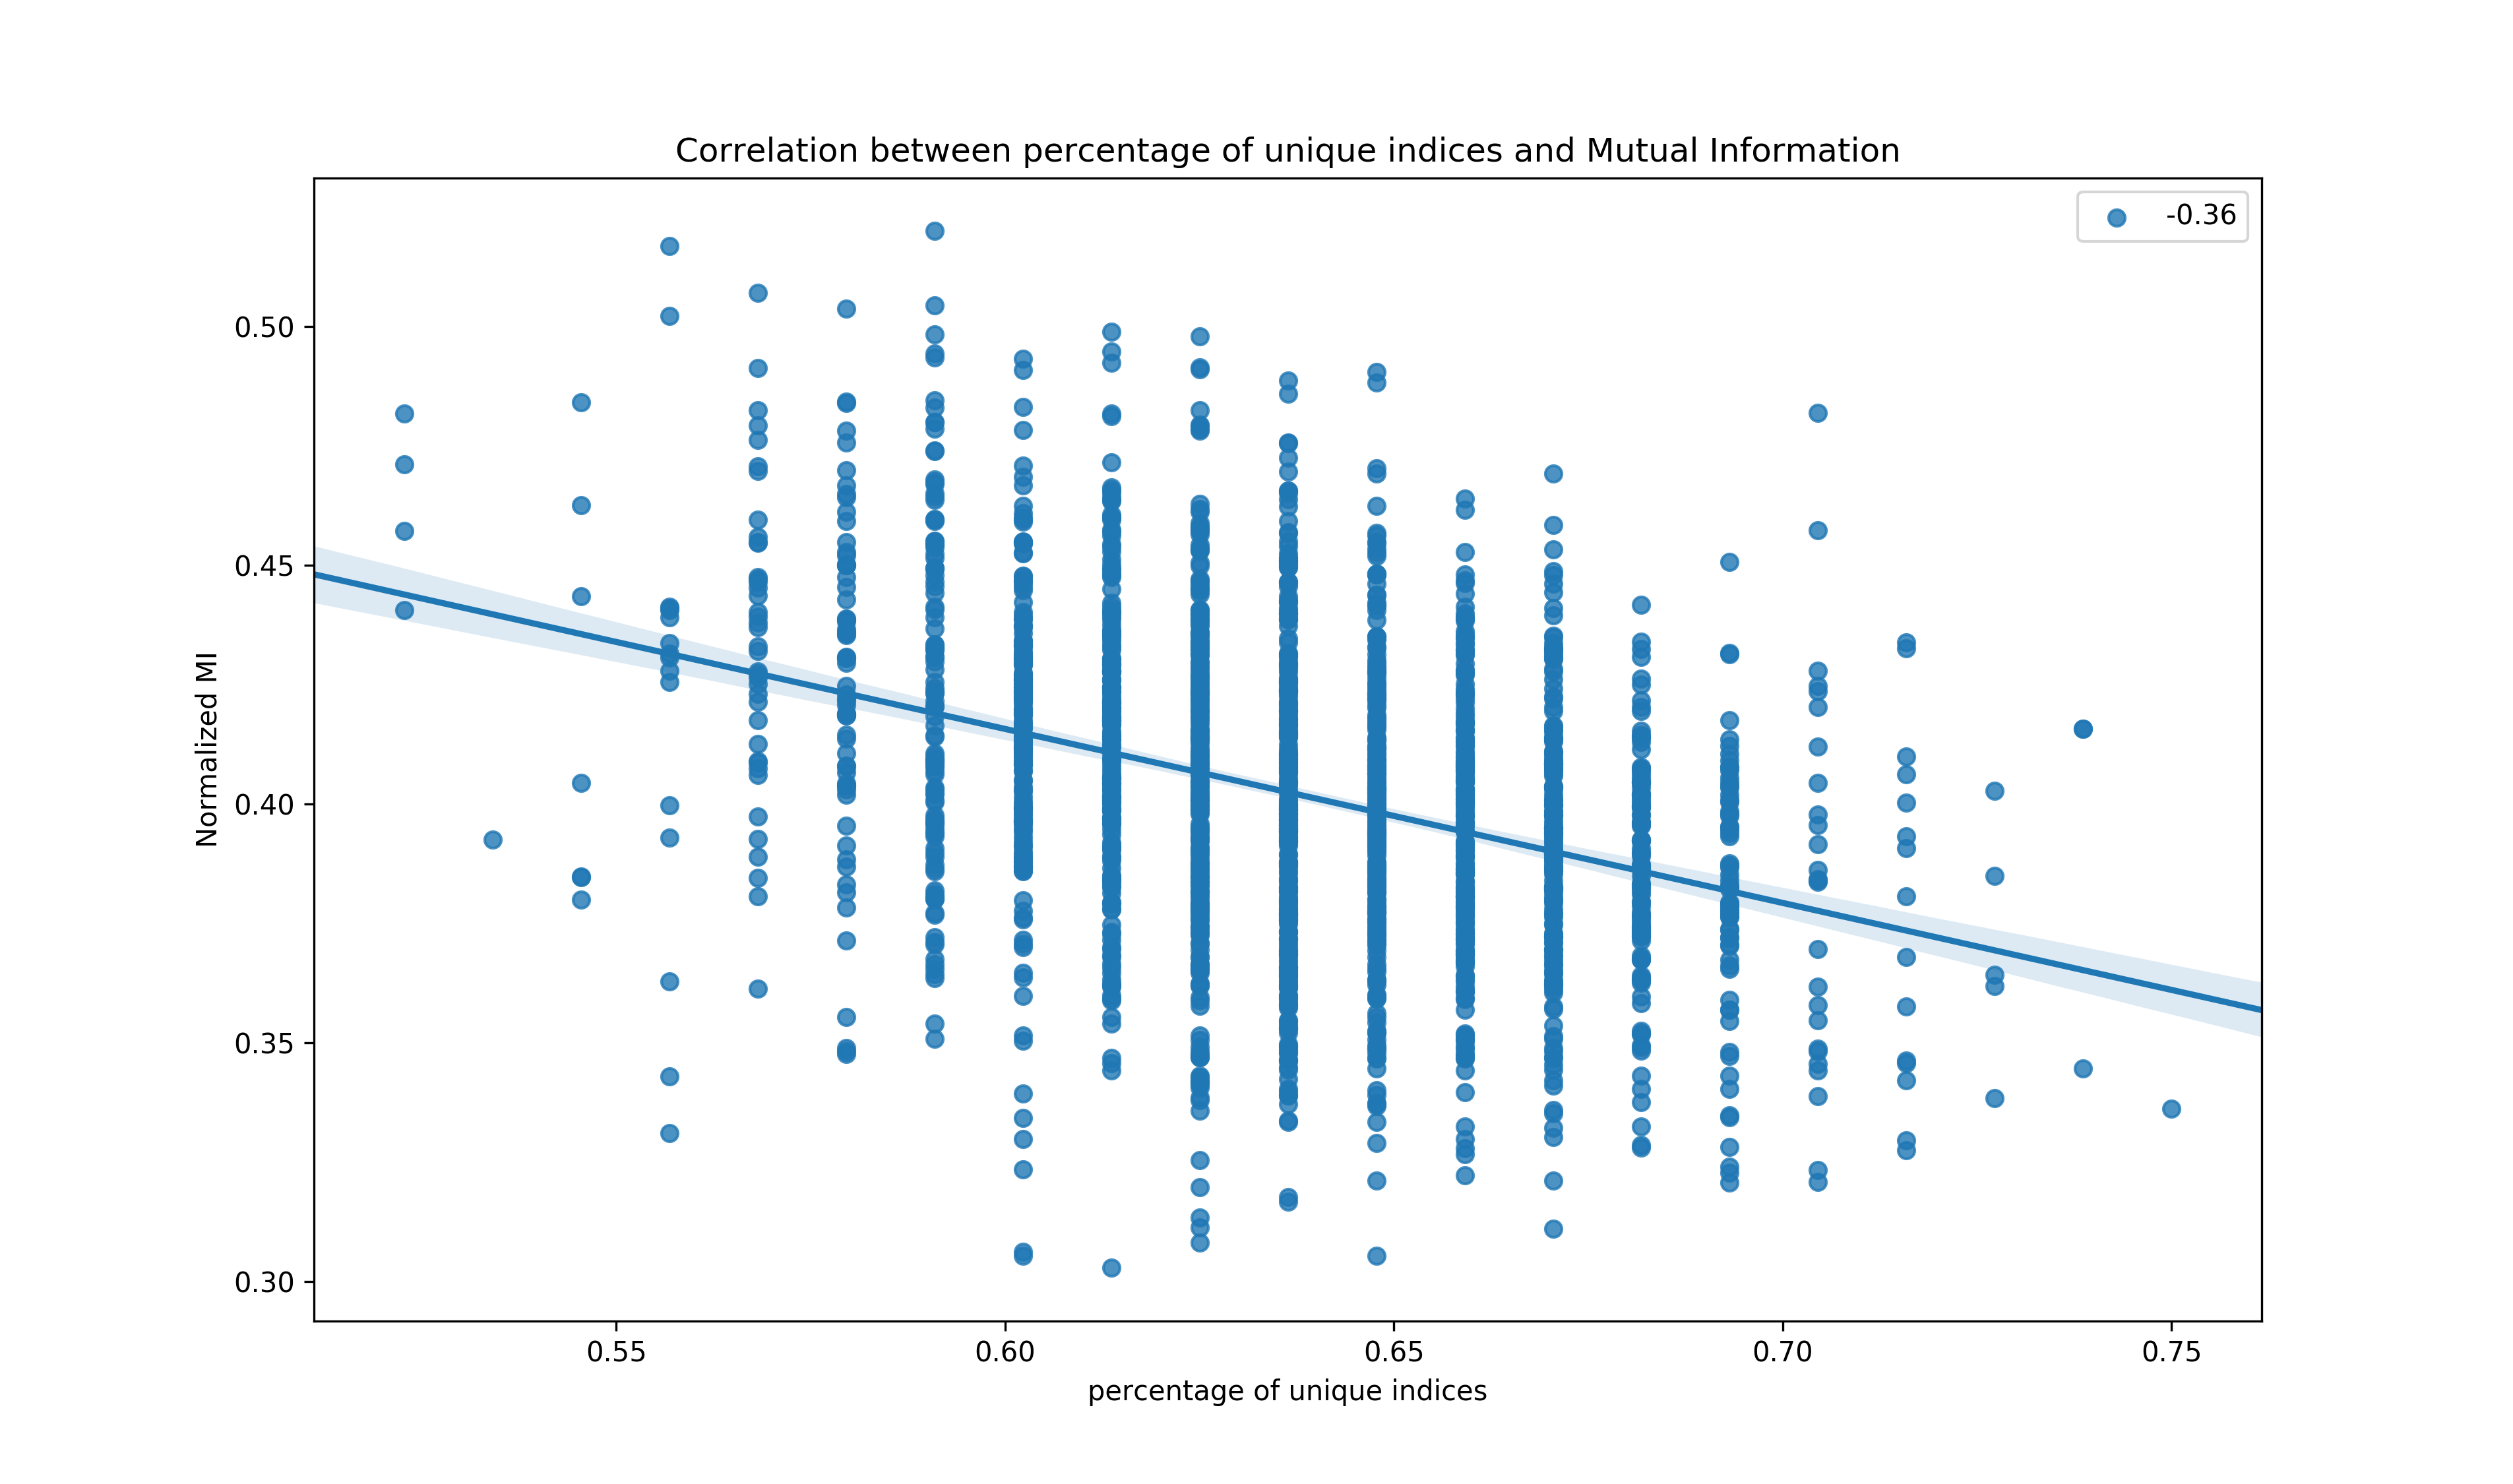 Correlation between percentage of unique indices and Mutual Information
-0.36
0.50
0.45
0.40
0.35
0.30
Normalized MI
0.55 0.60 0.65 0.70 0.75
percentage of unique indices